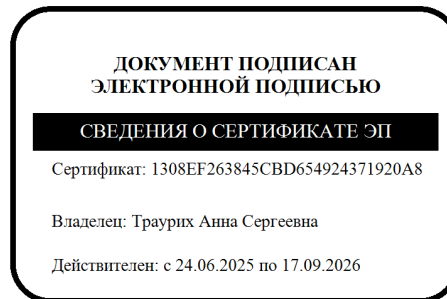 ДОКУМЕНТ ПОДПИСАН
ЭЛЕКТРОННОЙ ПОДПИСЬЮ
СВЕДЕНИЯ О СЕРТИФИКАТЕ ЭП
Сертификат: 1308EF263845CBD654924371920A8
Владелец: Траурих Анна Сергеевна
Действителен: с 24.06.2025 по 17.09.2026